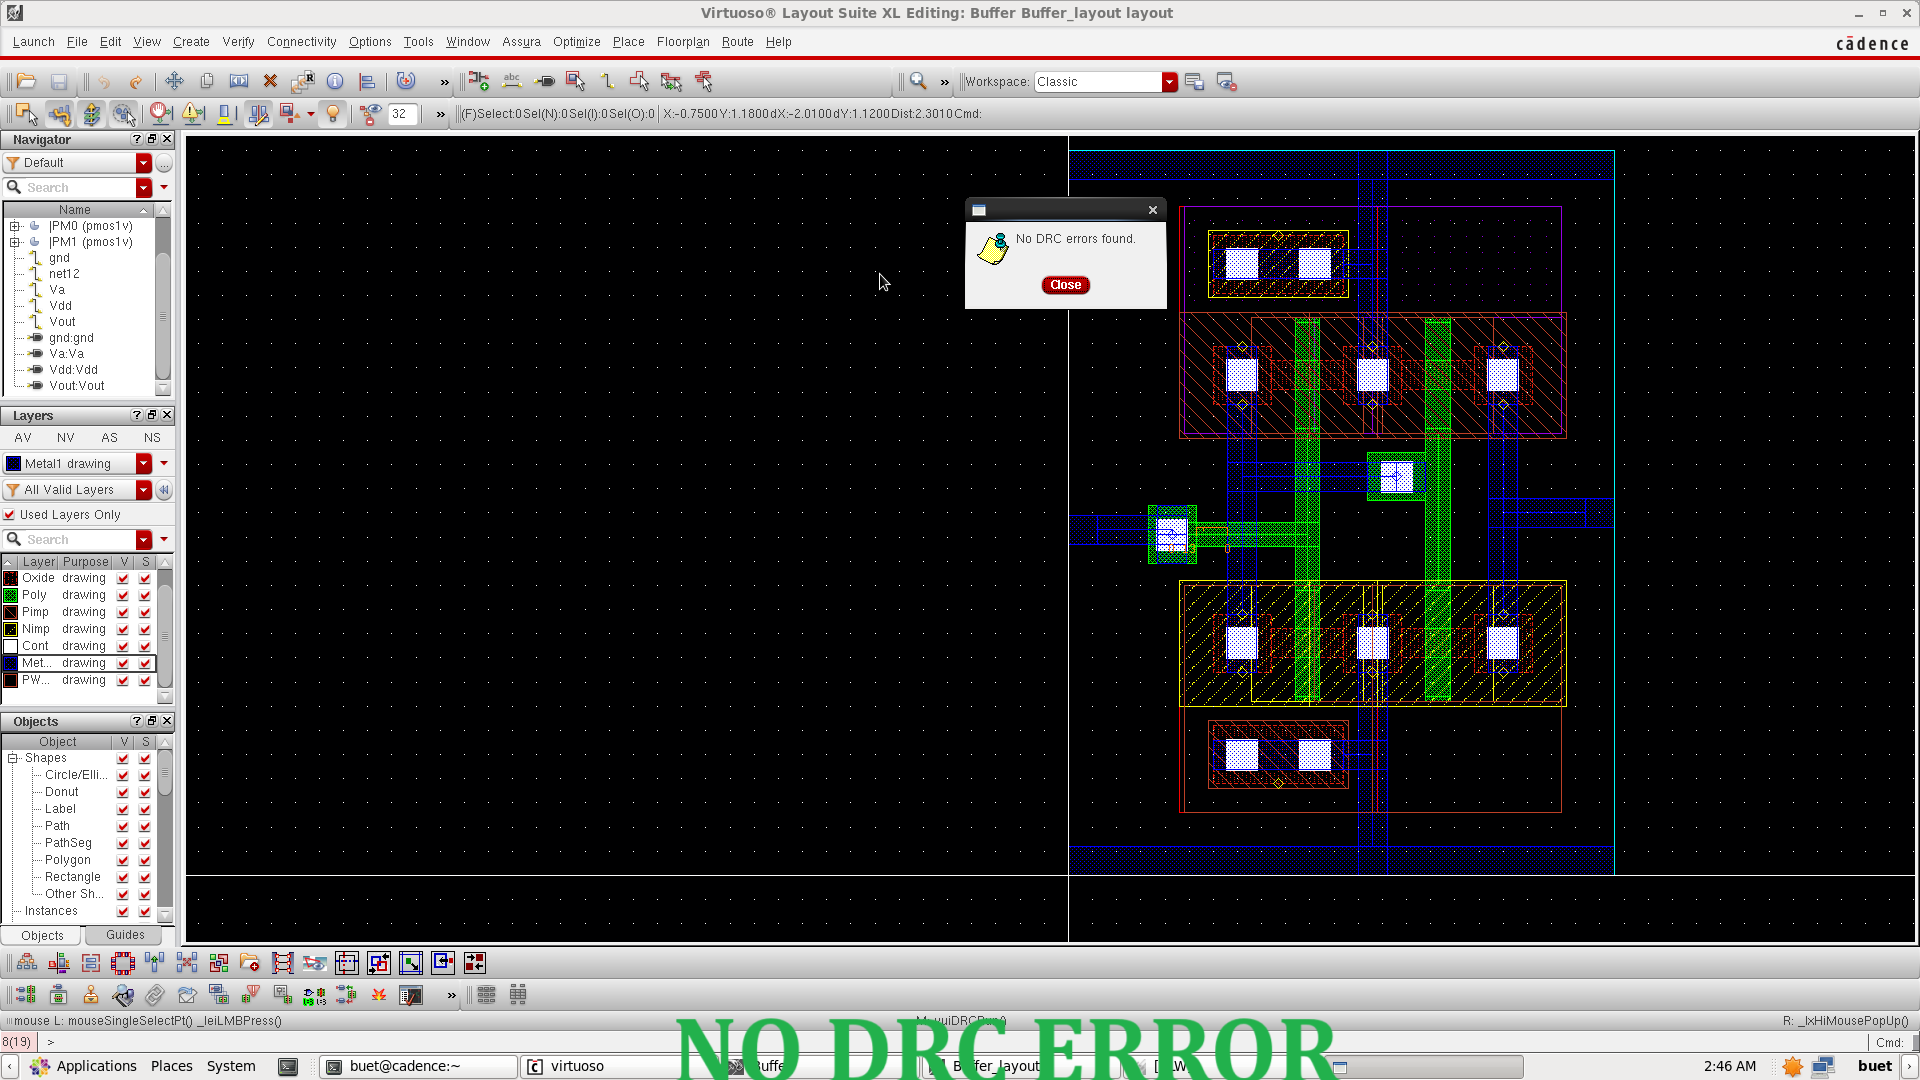 Virtuoso® Layout Suite XL Editing: Buffer Buffer_layout layout
Launch File Edit View Create Verify Connectivity Options Tools Window Assura Optimize Place Floorplan Route Help
cādence
» » Workspace: Classic
32 » (F)Select:0 Sel(N):0 Sel(I):0 Sel(O):0 X:-0.7500 Y:1.1800 dX:-2.0100 dY:1.1200 Dist:2.3010 Cmd:
Navigator
Default
Search
Name
|PM0 (pmos1v)
|PM1 (pmos1v)
gnd
net12
Va
Vdd
Vout
gnd:gnd
Va:Va
Vdd:Vdd
Vout:Vout
Layers
AV NV AS NS
Metal1 drawing
All Valid Layers
Used Layers Only
Search
Layer Purpose V S
Oxide drawing
Poly drawing
Pimp drawing
Nimp drawing
Cont drawing
Met... drawing
PW... drawing
Objects
Object V S
Shapes
Circle/Elli...
Donut
Label
Path
PathSeg
Polygon
Rectangle
Other Sh...
Instances
Objects Guides
No DRC errors found.
Close
mouse L: mouseSingleSelectPt() _leiLMBPress()
R: _lxHiMousePopUp()
8(19) >
Cmd:
NO DRC ERROR
Applications Places System buet@cadence:~ virtuoso Buffer_layout 2:46 AM buet